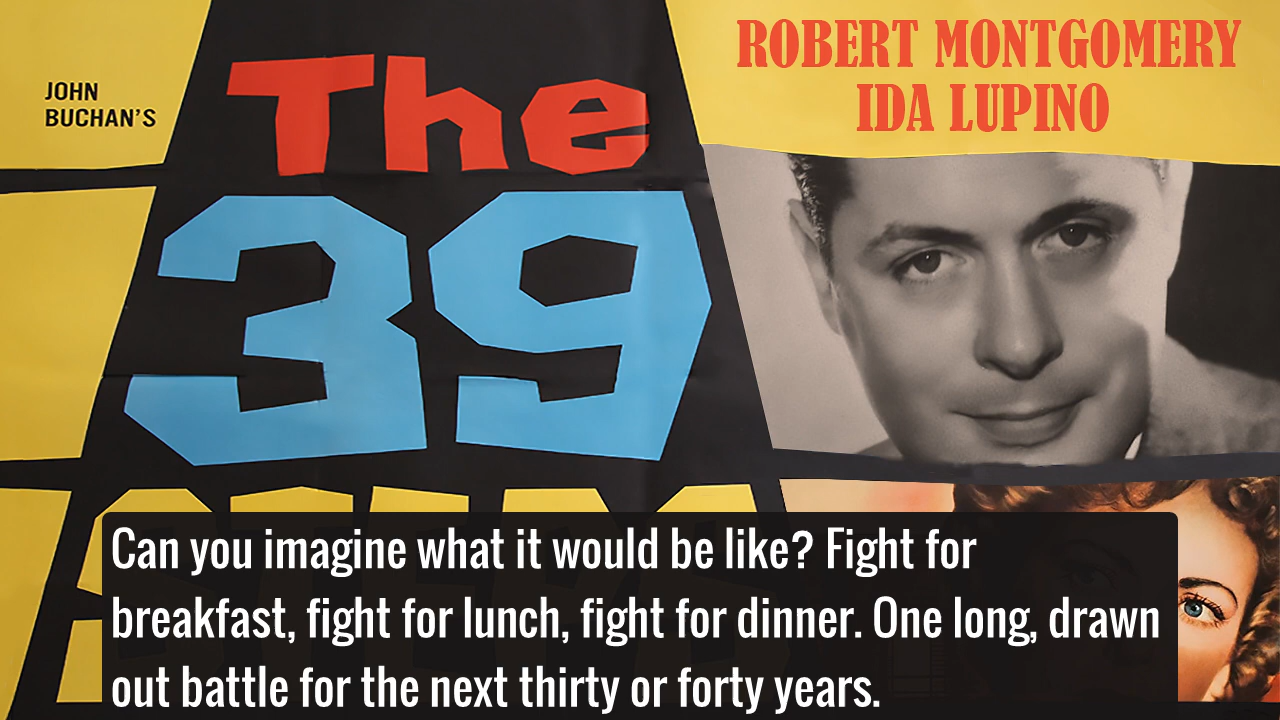 JOHN
BUCHAN'S
The
39
ROBERT MONTGOMERY
IDA LUPINO
Can you imagine what it would be like? Fight for
breakfast, fight for lunch, fight for dinner. One long, drawn
out battle for the next thirty or forty years.